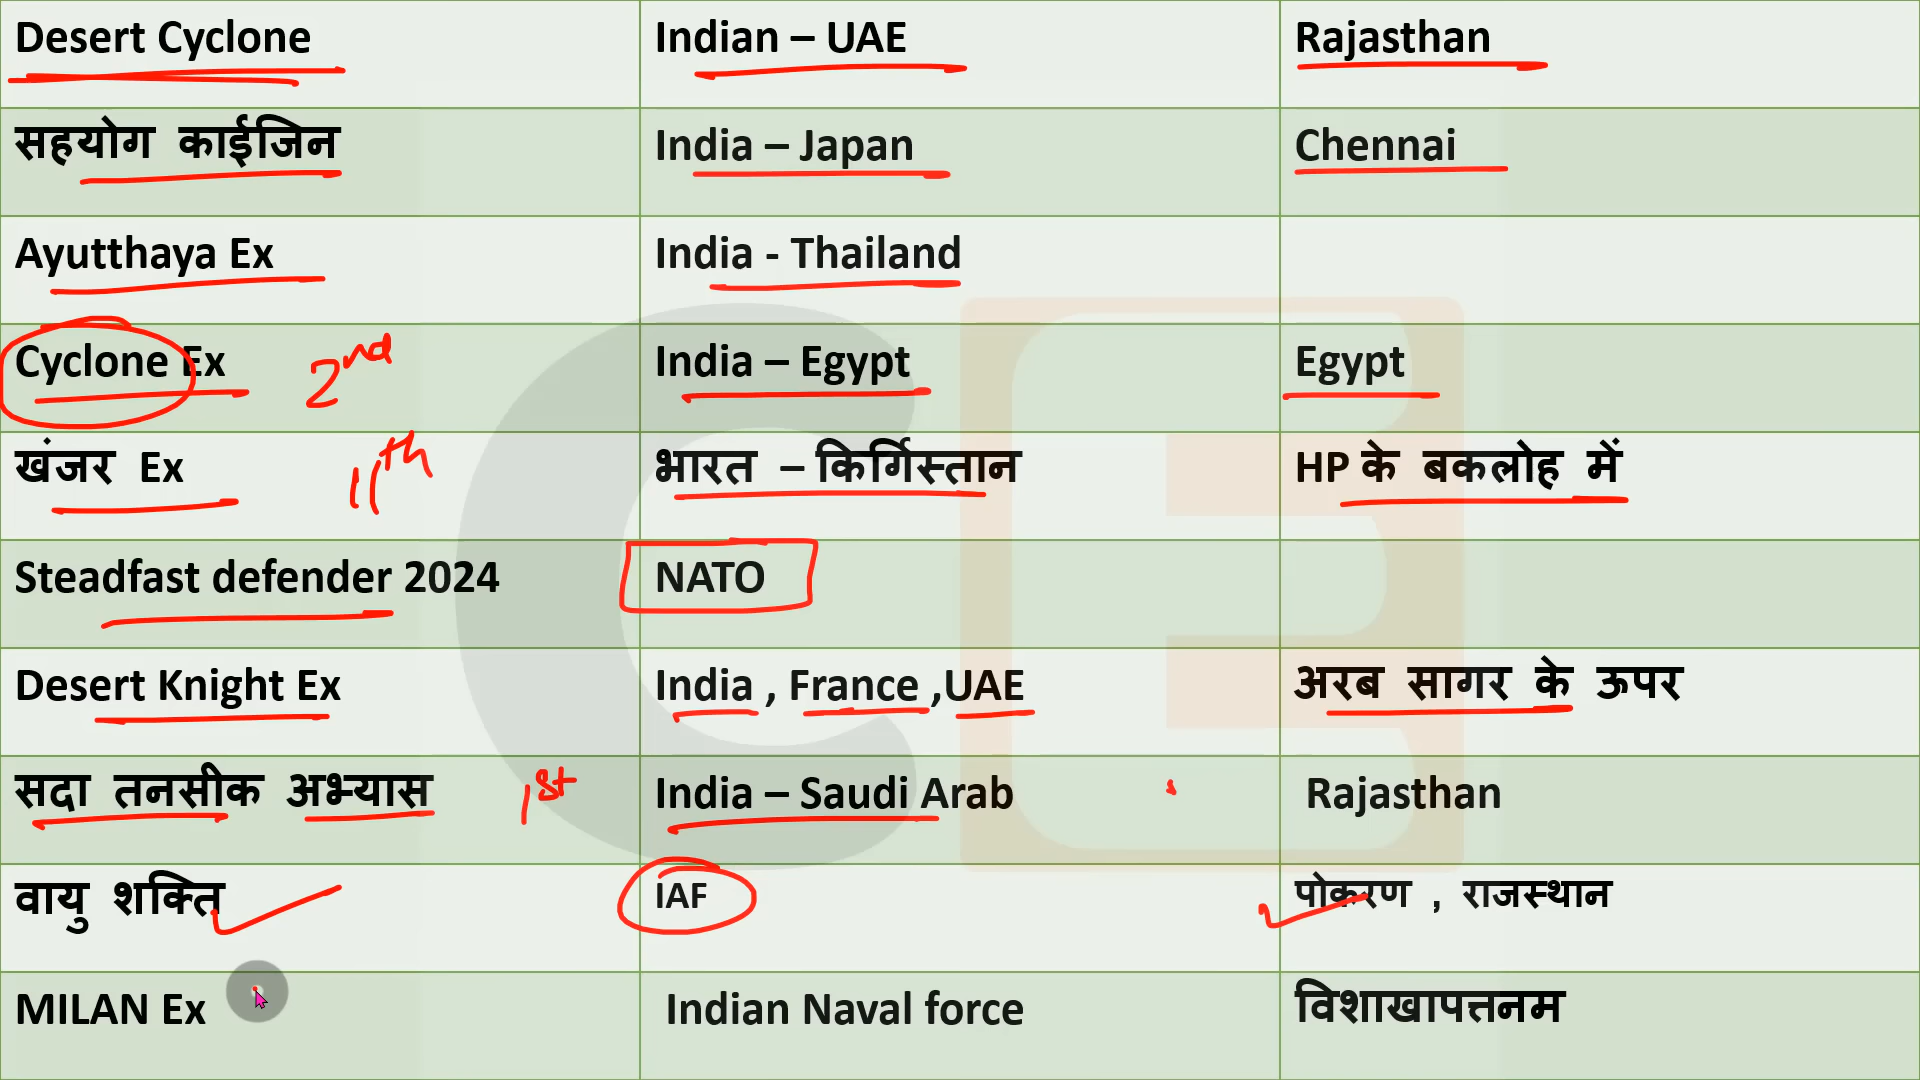 Desert Cyclone Indian – UAE Rajasthan
सहयोग काईजिन India – Japan Chennai
Ayutthaya Ex India - Thailand
Cyclone Ex 2nd India – Egypt Egypt
खंजर Ex 11th भारत – किर्गिस्तान HP के बकलोह में
Steadfast defender 2024 NATO
Desert Knight Ex India , France ,UAE अरब सागर के ऊपर
सदा तनसीक अभ्यास 1st India – Saudi Arab Rajasthan
वायु शक्ति IAF पोकरण , राजस्थान
MILAN Ex Indian Naval force विशाखापत्तनम